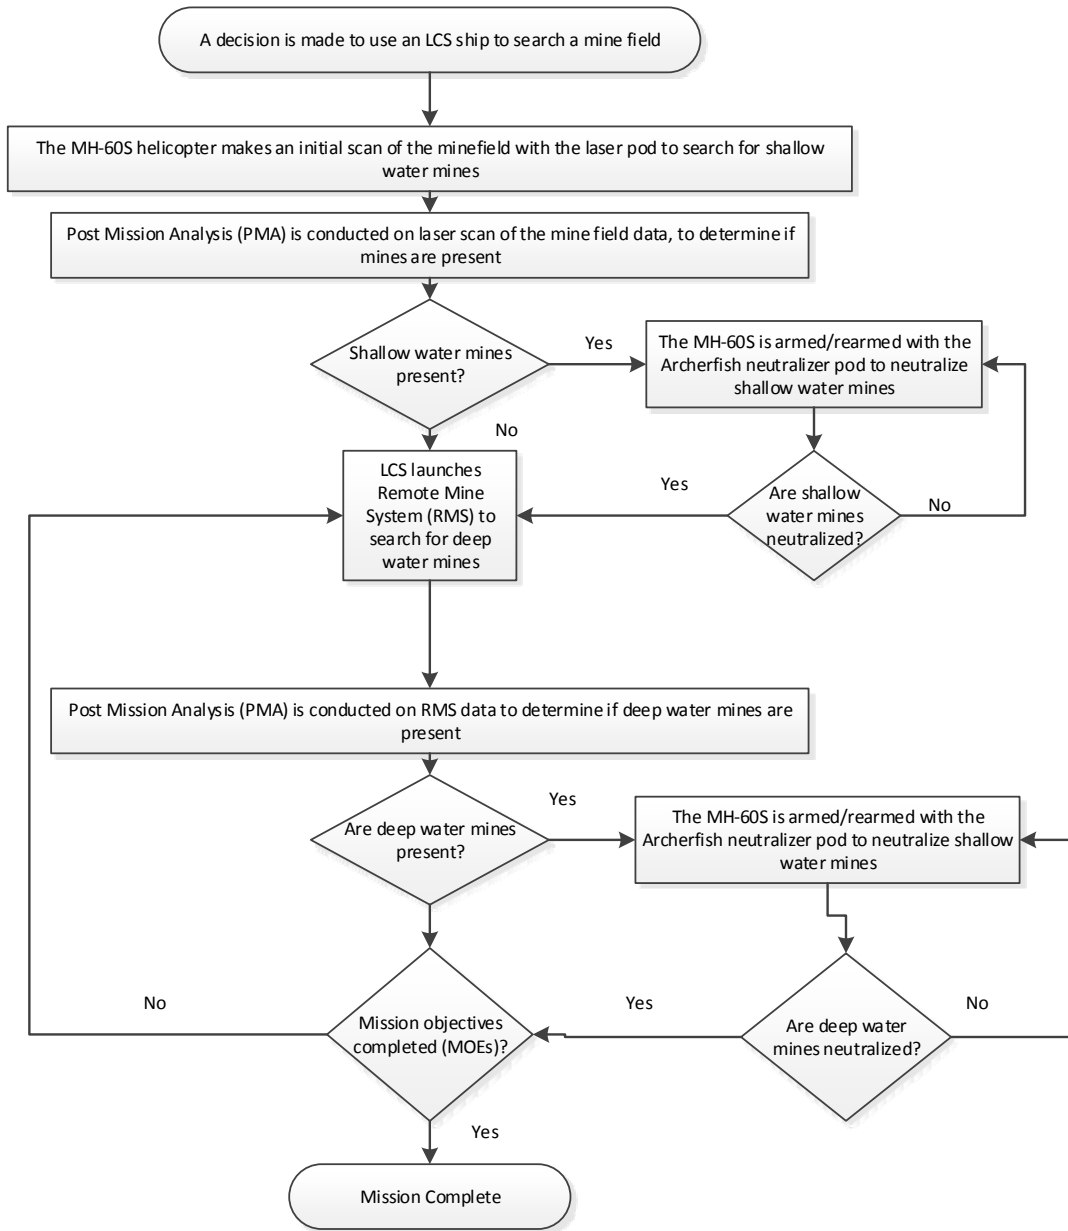 A decision is made to use an LCS ship to search a mine field
The MH-60S helicopter makes an initial scan of the minefield with the laser pod to search for shallow
water mines
Post Mission Analysis (PMA) is conducted on laser scan of the mine field data, to determine if
mines are present
Shallow water mines
present?
Yes
The MH-60S is armed/rearmed with the
Archerfish neutralizer pod to neutralize
shallow water mines
No
LCS launches
Remote Mine
System (RMS) to
search for deep
water mines
Yes
Are shallow
water mines
neutralized?
No
Post Mission Analysis (PMA) is conducted on RMS data to determine if deep water mines are
present
Are deep water mines
present?
Yes
The MH-60S is armed/rearmed with the
Archerfish neutralizer pod to neutralize shallow
water mines
No
Mission objectives
completed (MOEs)?
Yes
Are deep water
mines neutralized?
No
Yes
Mission Complete